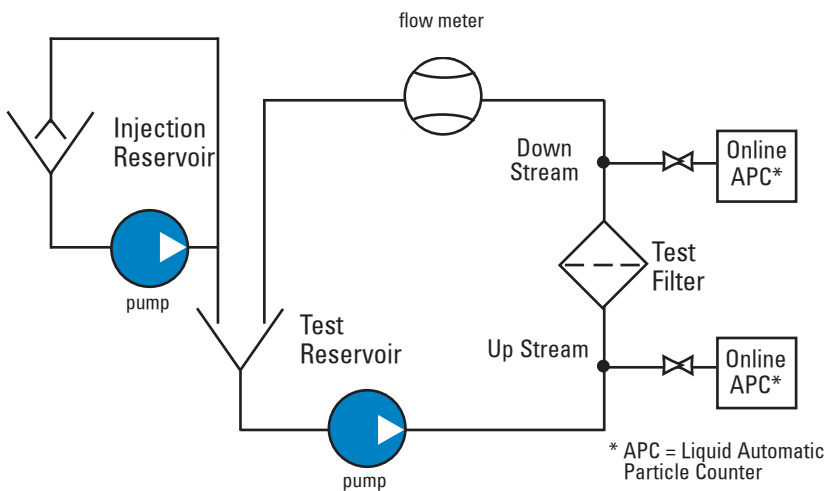 flow meter
Injection
Reservoir
Down
Stream
Online
APC*
pump
Test
Filter
Test
Reservoir
Up Stream
Online
APC*
pump
* APC = Liquid Automatic
Particle Counter